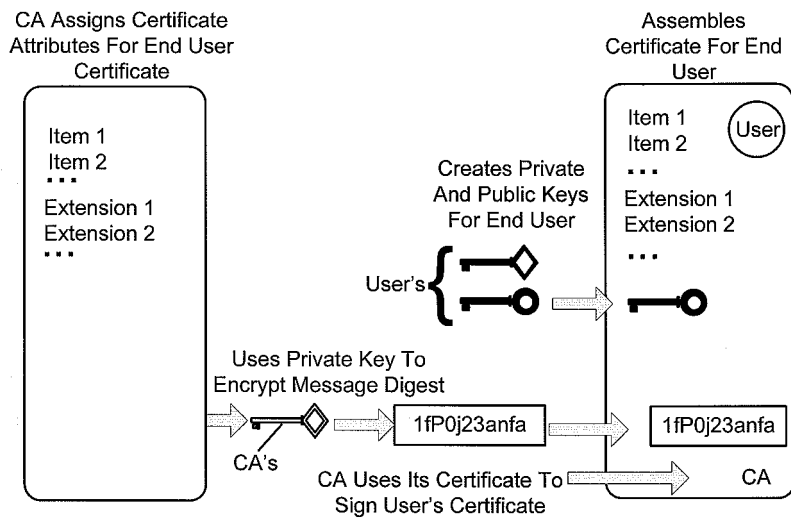 CA Assigns Certificate
Attributes For End User
Certificate
Item 1
Item 2
...
Extension 1
Extension 2
...
Creates Private
And Public Keys
For End User
User's
Uses Private Key To
Encrypt Message Digest
CA's
1fP0j23anfa
CA Uses Its Certificate To
Sign User's Certificate
Assembles
Certificate For End
User
Item 1
Item 2
...
User
Extension 1
Extension 2
...
1fP0j23anfa
CA